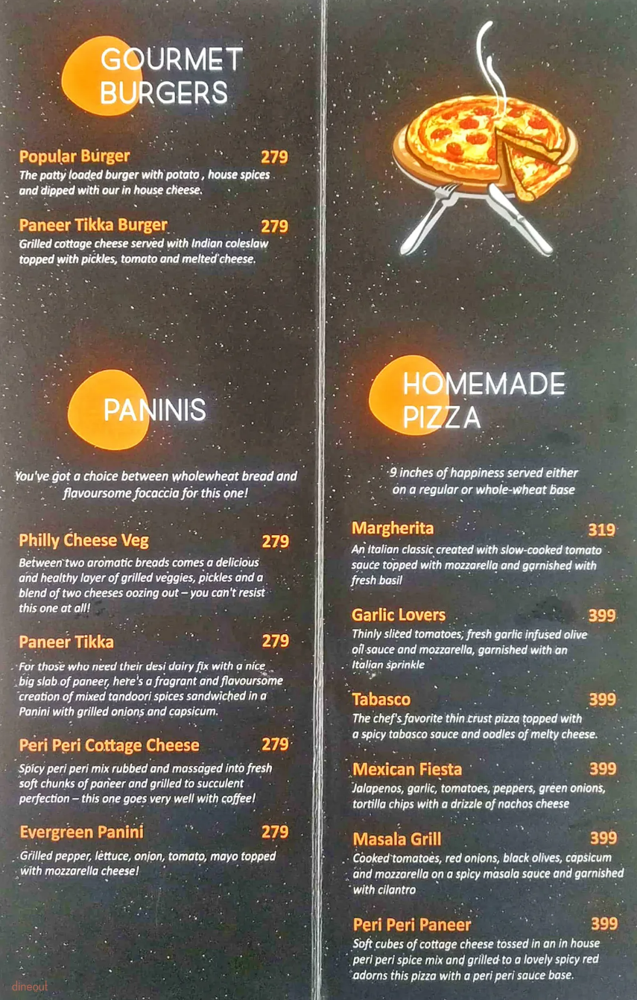 GOURMET
BURGERS
Popular Burger 279
The patty loaded burger with potato , house spices
and dipped with our in house cheese.
Paneer Tikka Burger 279
Grilled cottage cheese served with Indian coleslaw
topped with pickles, tomato and melted cheese.
PANINIS
You've got a choice between wholewheat bread and
flavoursome focaccia for this one!
Philly Cheese Veg 279
Between two aromatic breads comes a delicious
and healthy layer of grilled veggies, pickles and a
blend of two cheeses oozing out – you can't resist
this one at all!
Paneer Tikka 279
For those who need their desi dairy fix with a nice
big slab of paneer, here's a fragrant and flavoursome
creation of mixed tandoori spices sandwiched in a
Panini with grilled onions and capsicum.
Peri Peri Cottage Cheese 279
Spicy peri peri mix rubbed and massaged into fresh
soft chunks of paneer and grilled to succulent
perfection – this one goes very well with coffee!
Evergreen Panini 279
Grilled pepper, lettuce, onion, tomato, mayo topped
with mozzarella cheese!
HOMEMADE
PIZZA
9 inches of happiness served either
on a regular or whole-wheat base
Margherita 319
An Italian classic created with slow-cooked tomato
sauce topped with mozzarella and garnished with
fresh basil
Garlic Lovers 399
Thinly sliced tomatoes, fresh garlic infused olive
oil sauce and mozzarella, garnished with an
Italian sprinkle
Tabasco 399
The chef's favorite thin crust pizza topped with
a spicy tabasco sauce and oodles of melty cheese.
Mexican Fiesta 399
Jalapenos, garlic, tomatoes, peppers, green onions,
tortilla chips with a drizzle of nachos cheese
Masala Grill 399
Cooked tomatoes, red onions, black olives, capsicum
and mozzarella on a spicy masala sauce and garnished
with cilantro
Peri Peri Paneer 399
Soft cubes of cottage cheese tossed in an in house
peri peri spice mix and grilled to a lovely spicy red
adorns this pizza with a peri peri sauce base.
dineout